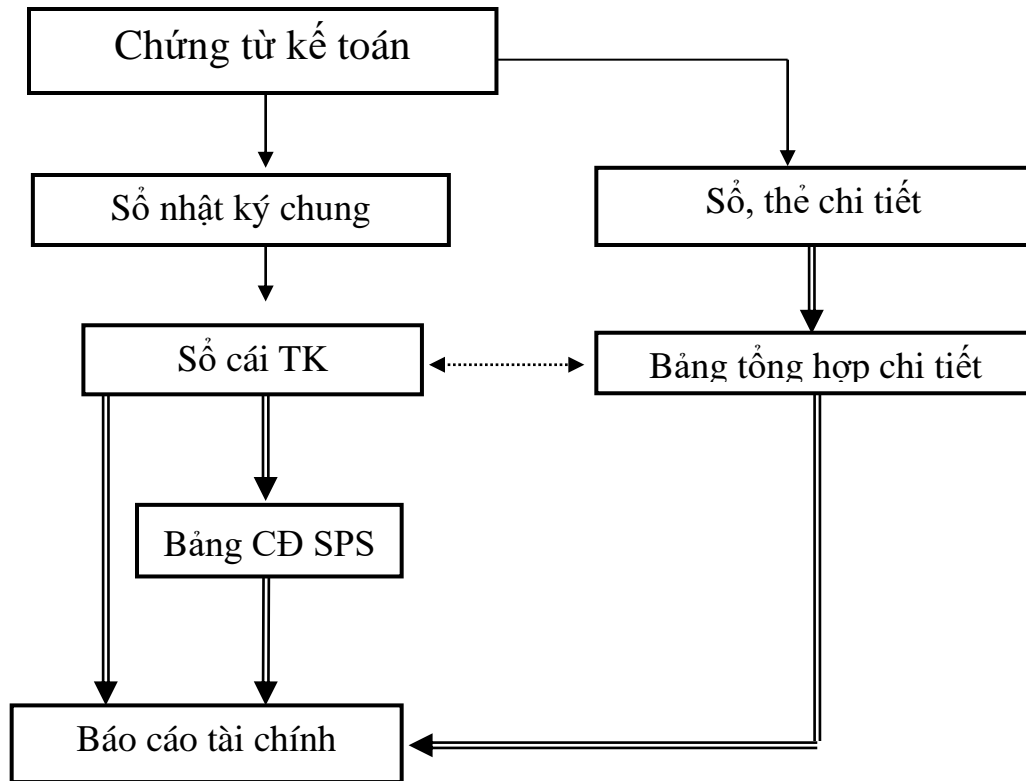 Chứng từ kế toán
Sổ nhật ký chung
Sổ, thẻ chi tiết
Sổ cái TK
Bảng tổng hợp chi tiết
Bảng CĐ SPS
Báo cáo tài chính